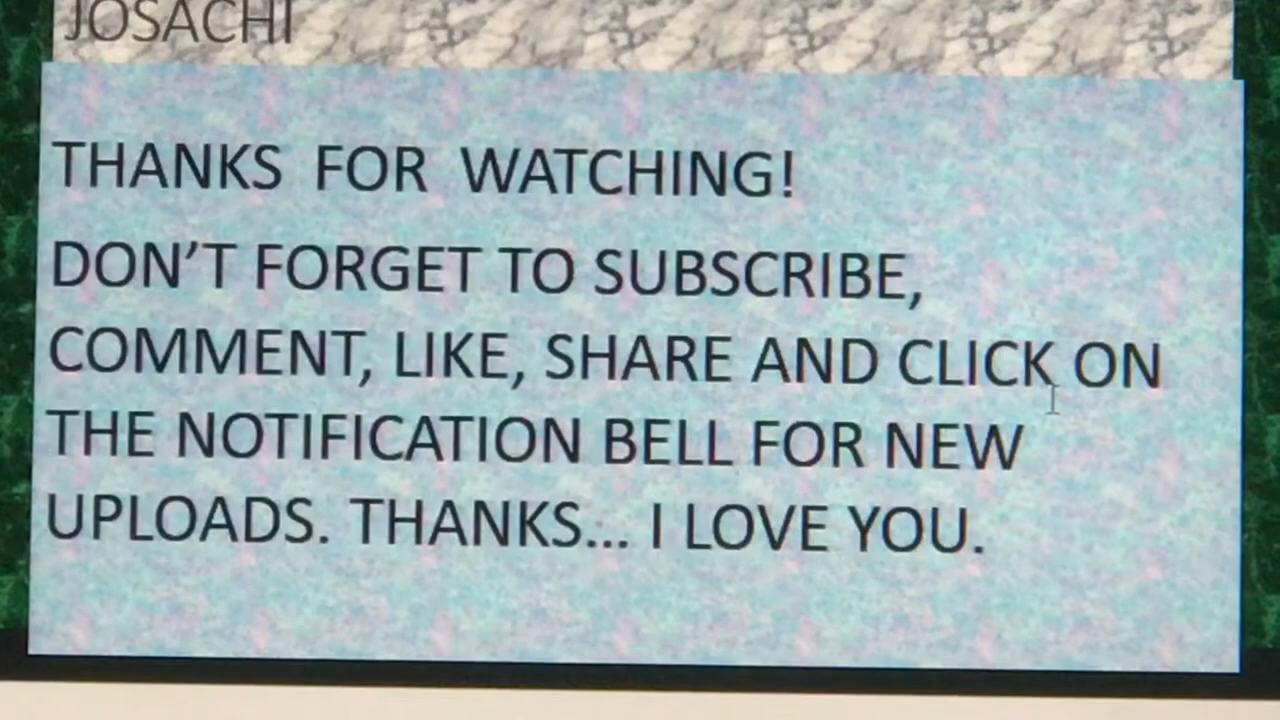 JOSACHI
THANKS FOR WATCHING!
DON'T FORGET TO SUBSCRIBE,
COMMENT, LIKE, SHARE AND CLICK ON
THE NOTIFICATION BELL FOR NEW
UPLOADS. THANKS... I LOVE YOU.